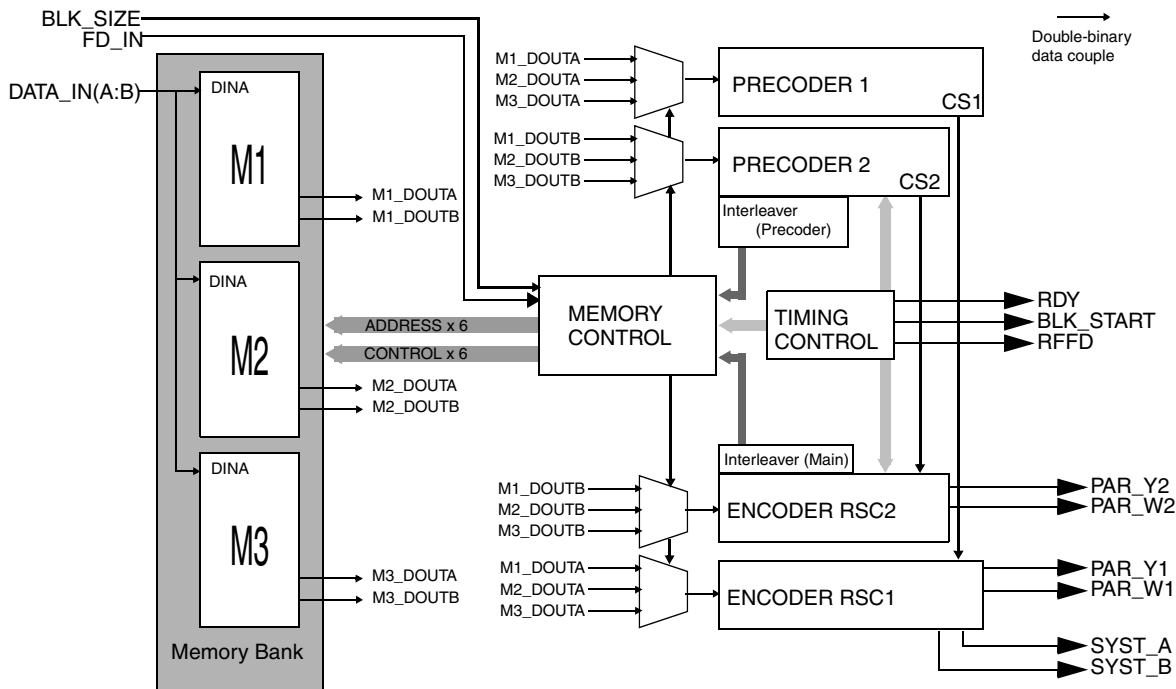 BLK_SIZE
FD_IN
DATA_IN(A:B)
DINA
M1
M1_DOUTA
M1_DOUTB
DINA
M2
ADDRESS x 6
CONTROL x 6
M2_DOUTA
M2_DOUTB
DINA
M3
M3_DOUTA
M3_DOUTB
Memory Bank
M1_DOUTA
M2_DOUTA
M3_DOUTA
PRECODER 1
CS1
M1_DOUTB
M2_DOUTB
M3_DOUTB
PRECODER 2
CS2
Interleaver
(Precoder)
Double-binary
data couple
MEMORY
CONTROL
TIMING
CONTROL
RDY
BLK_START
RFFD
Interleaver (Main)
M1_DOUTB
M2_DOUTB
M3_DOUTB
ENCODER RSC2
PAR_Y2
PAR_W2
M1_DOUTA
M2_DOUTA
M3_DOUTA
ENCODER RSC1
PAR_Y1
PAR_W1
SYST_A
SYST_B